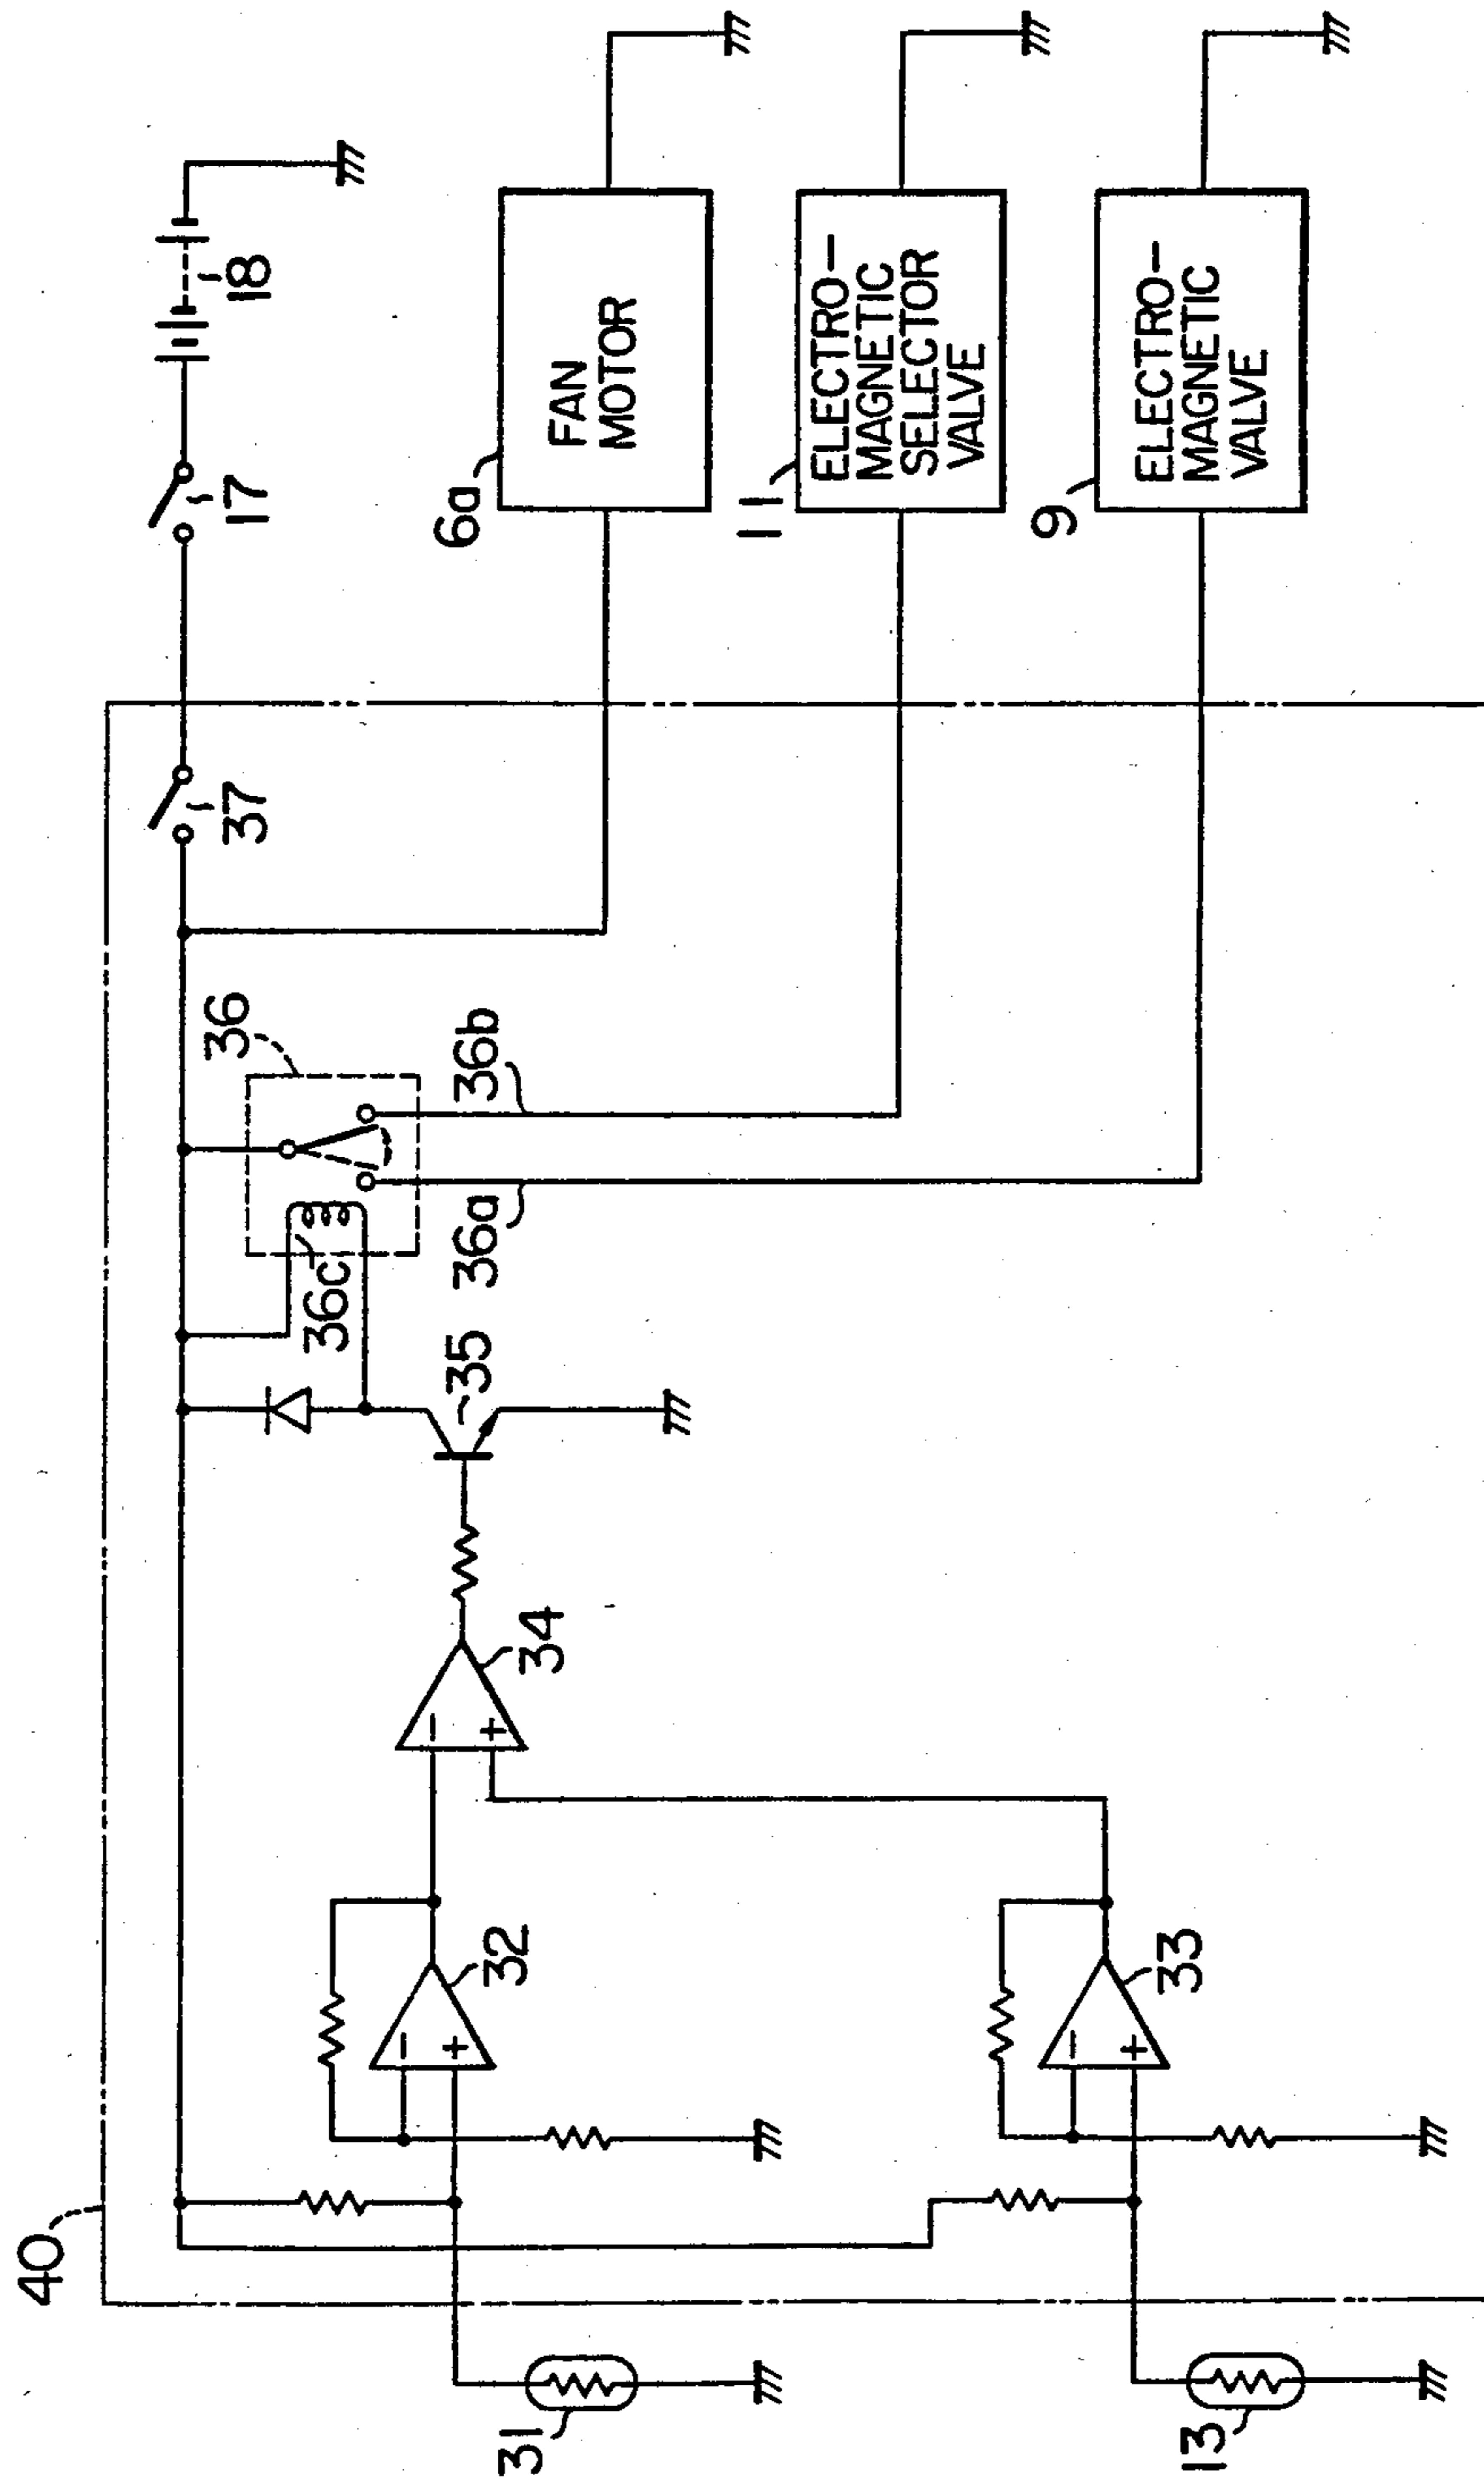 40
31
13
32
33
34
35
36
36a
36b
36c
37
17
18
6a
FAN
MOTOR
11
ELECTRO-
MAGNETIC
SELECTOR
VALVE
9
ELECTRO-
MAGNETIC
VALVE
-
+
-
+
-
+